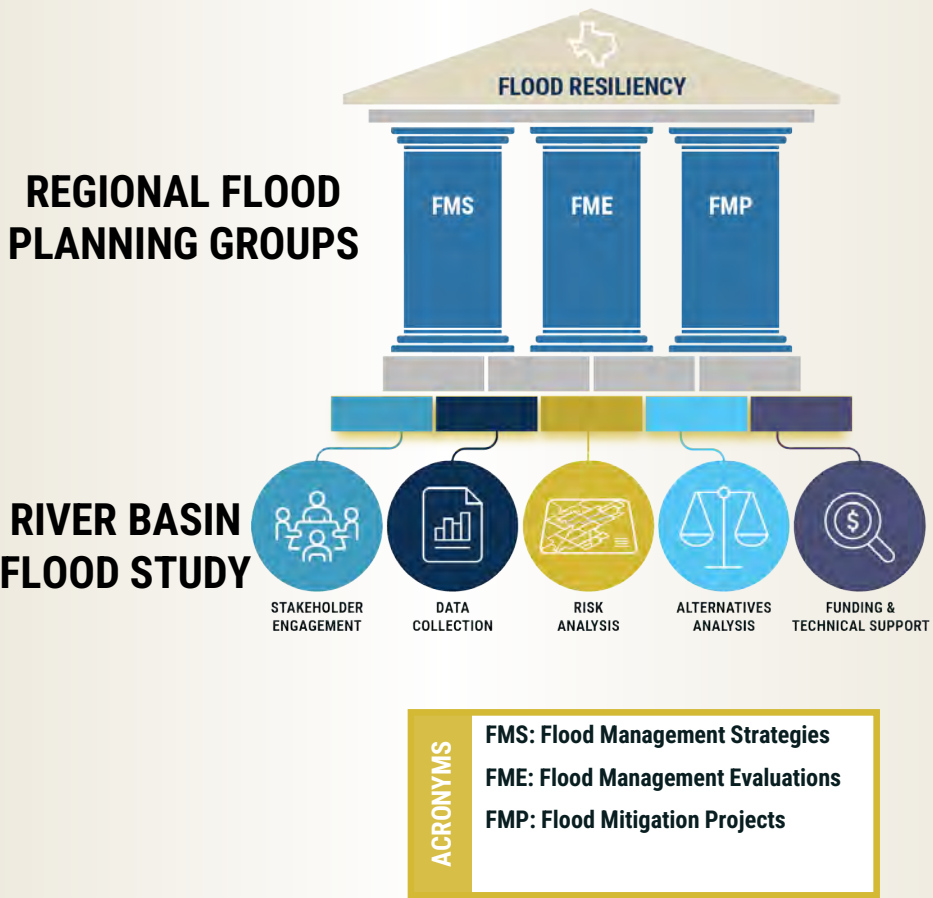 FLOOD RESILIENCY
REGIONAL FLOOD
PLANNING GROUPS
FMS
FME
FMP
RIVER BASIN
FLOOD STUDY
$
STAKEHOLDER
ENGAGEMENT
DATA
COLLECTION
RISK
ANALYSIS
ALTERNATIVES
ANALYSIS
FUNDING &
TECHNICAL SUPPORT
ACRONYMS
FMS: Flood Management Strategies
FME: Flood Management Evaluations
FMP: Flood Mitigation Projects